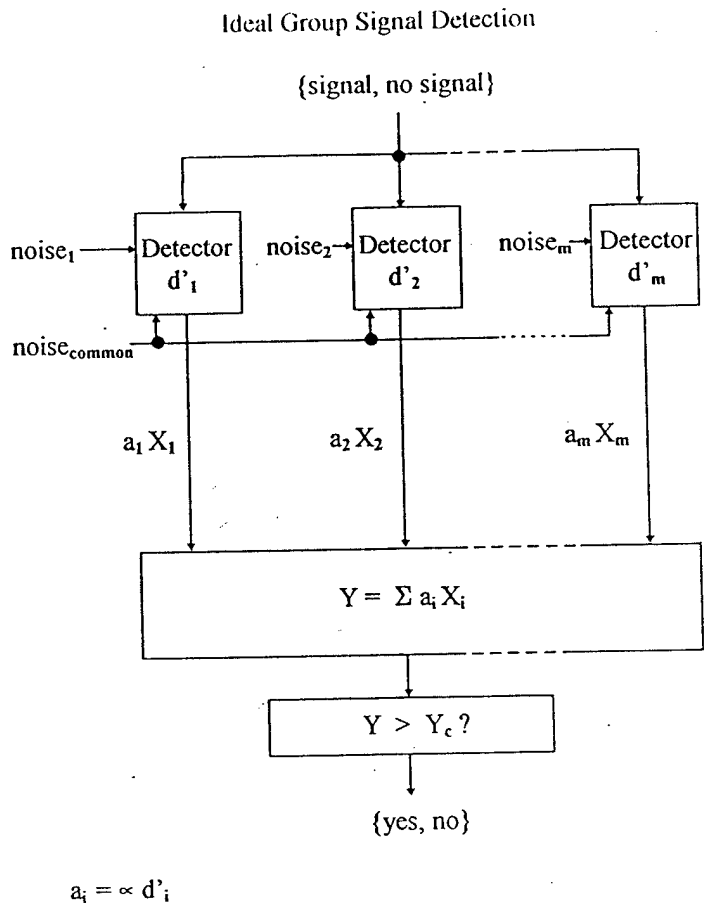 Ideal Group Signal Detection
{signal, no signal}
noise₁
Detector
d'₁
noise₂
Detector
d'₂
noiseₘ
Detector
d'ₘ
noise_common
a₁ X₁
a₂ X₂
aₘ Xₘ
Y = Σ aᵢ Xᵢ
Y > Y_c ?
{yes, no}
aᵢ = ∝ d'ᵢ